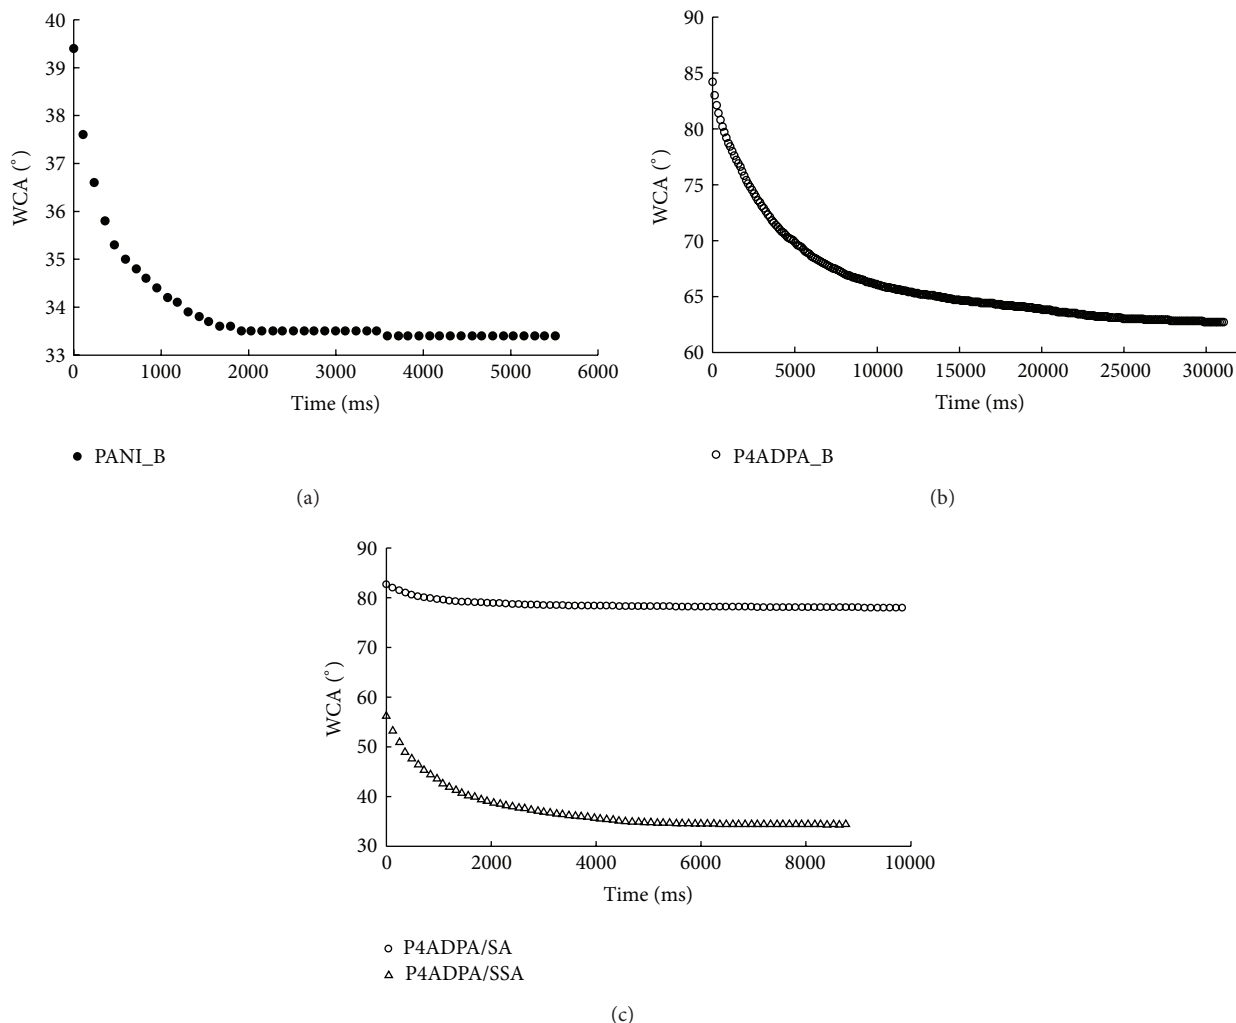 40
39
38
37
36
35
34
33
WCA (°)
0 1000 2000 3000 4000 5000 6000
Time (ms)
PANI_B
(a)
90
85
80
75
70
65
60
WCA (°)
0 5000 10000 15000 20000 25000 30000
Time (ms)
P4ADPA_B
(b)
90
80
70
60
50
40
30
WCA (°)
0 2000 4000 6000 8000 10000
Time (ms)
P4ADPA/SA
P4ADPA/SSA
(c)